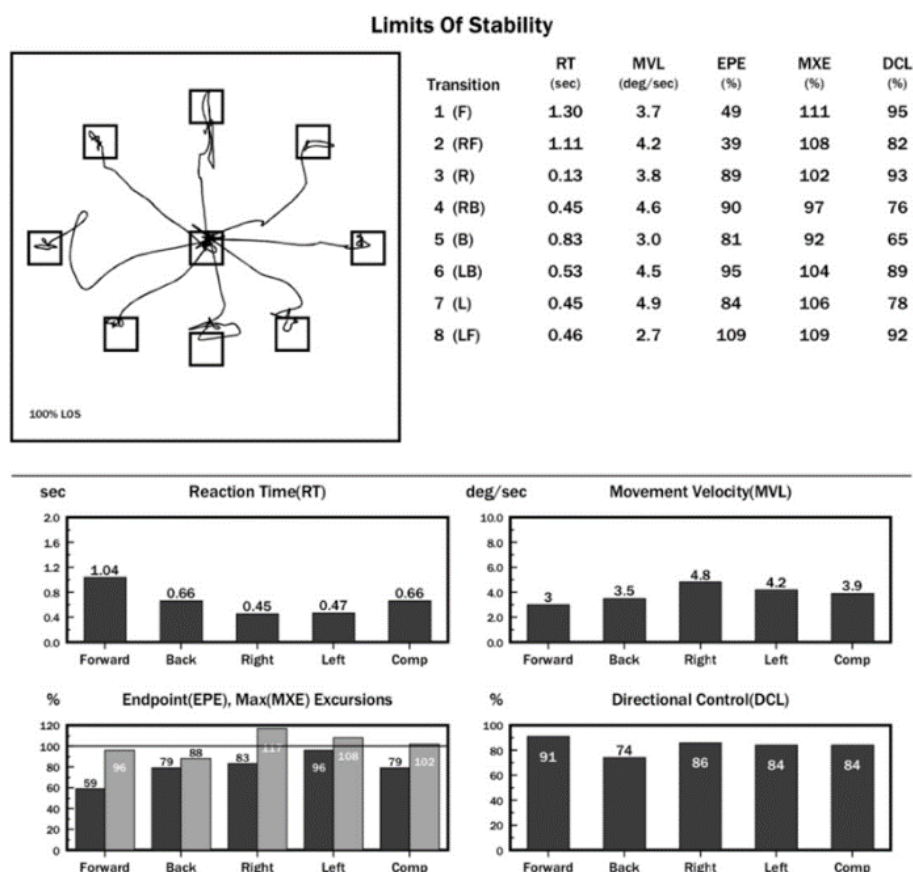 Limits Of Stability
RT MVL EPE MXE DCL
Transition (sec) (deg/sec) (%) (%) (%)
1 (F) 1.30 3.7 49 111 95
2 (RF) 1.11 4.2 39 108 82
3 (R) 0.13 3.8 89 102 93
4 (RB) 0.45 4.6 90 97 76
5 (B) 0.83 3.0 81 92 65
6 (LB) 0.53 4.5 95 104 89
7 (L) 0.45 4.9 84 106 78
8 (LF) 0.46 2.7 109 109 92
100% LOS
sec Reaction Time(RT)
2.0
1.6
1.2
0.8
0.4
0.0
1.04 0.66 0.45 0.47 0.66
Forward Back Right Left Comp
deg/sec Movement Velocity(MVL)
10.0
8.0
6.0
4.0
2.0
0.0
3 3.5 4.8 4.2 3.9
Forward Back Right Left Comp
% Endpoint(EPE), Max(MXE) Excursions
120
100
80
60
40
20
0
59 96 79 88 83 117 96 108 79 102
Forward Back Right Left Comp
% Directional Control(DCL)
100
80
60
40
20
0
91 74 86 84 84
Forward Back Right Left Comp